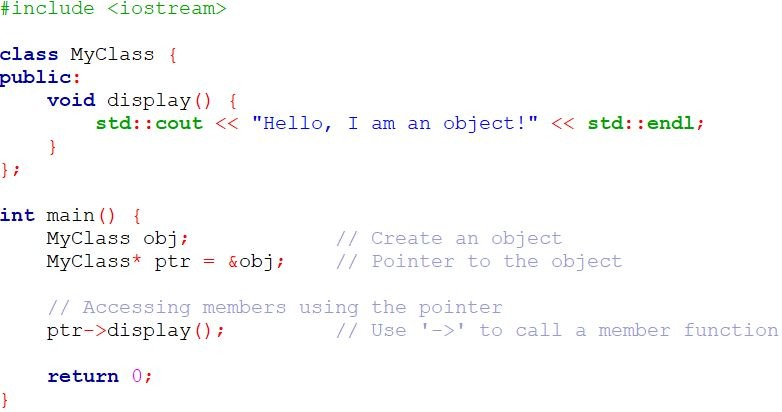 #include <iostream>
class MyClass {
public:
    void display() {
        std::cout << "Hello, I am an object!" << std::endl;
    }
};
int main() {
    MyClass obj;            // Create an object
    MyClass* ptr = &obj;    // Pointer to the object
    // Accessing members using the pointer
    ptr->display();         // Use '->' to call a member function
    return 0;
}